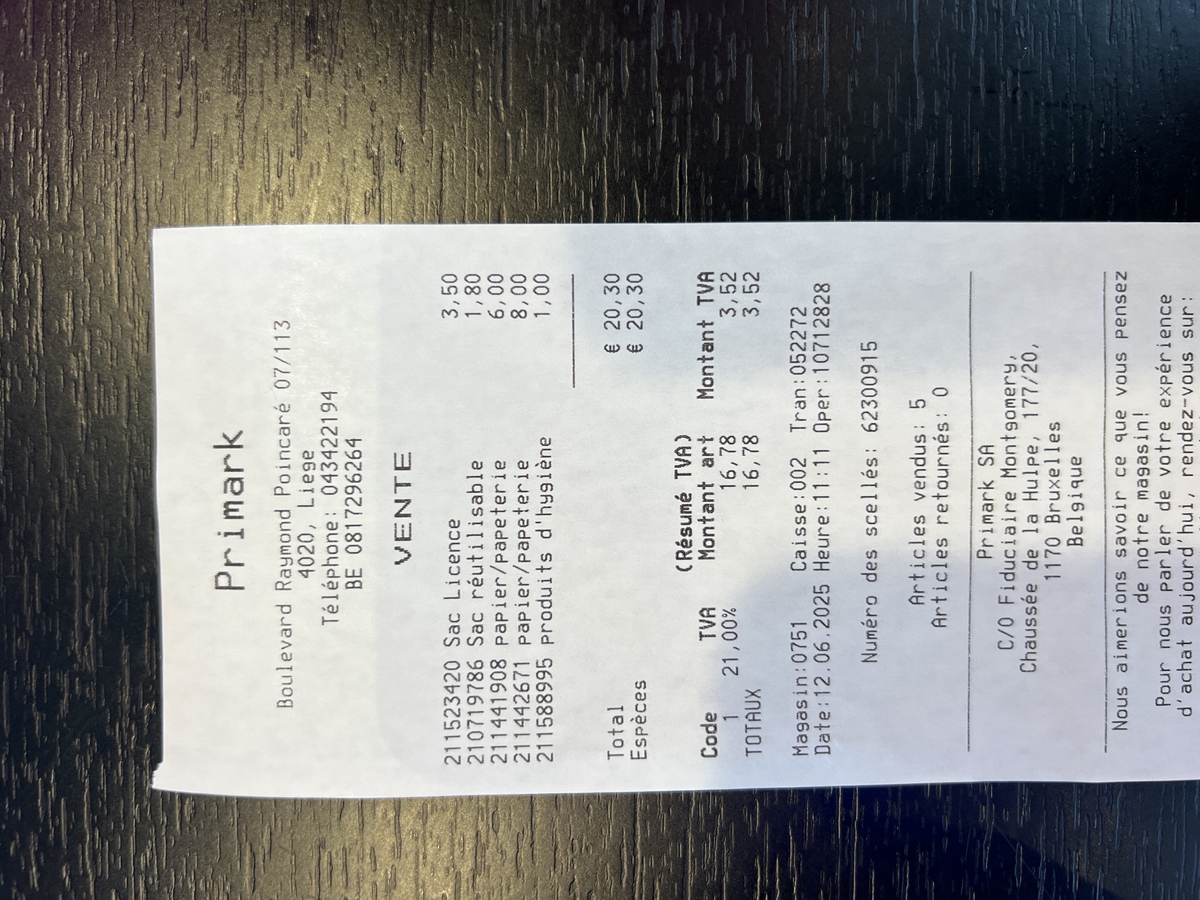 Primark
Boulevard Raymond Poincaré 07/113
4020, Liege
Téléphone: 043422194
BE 0817296264
VENTE
211523420 Sac Licence 3,50
210719786 Sac réutilisable 1,80
211441908 papier/papeterie 6,00
211442671 papier/papeterie 8,00
211588995 produits d'hygiène 1,00
Total € 20,30
Espèces € 20,30
(Résumé TVA)
Code TVA Montant art Montant TVA
1 21,00% 16,78 3,52
TOTAUX 16,78 3,52
Magasin:0751 Caisse:002 Tran:052272
Date:12.06.2025 Heure:11:11 Oper:10712828
Numéro des scellés: 62300915
Articles vendus: 5
Articles retournés: 0
Primark SA
C/O Fiduciaire Montgomery,
Chaussée de la Hulpe, 177/20,
1170 Bruxelles
Belgique
Nous aimerions savoir ce que vous pensez
de notre magasin!
Pour nous parler de votre expérience
d'achat aujourd'hui, rendez-vous sur: